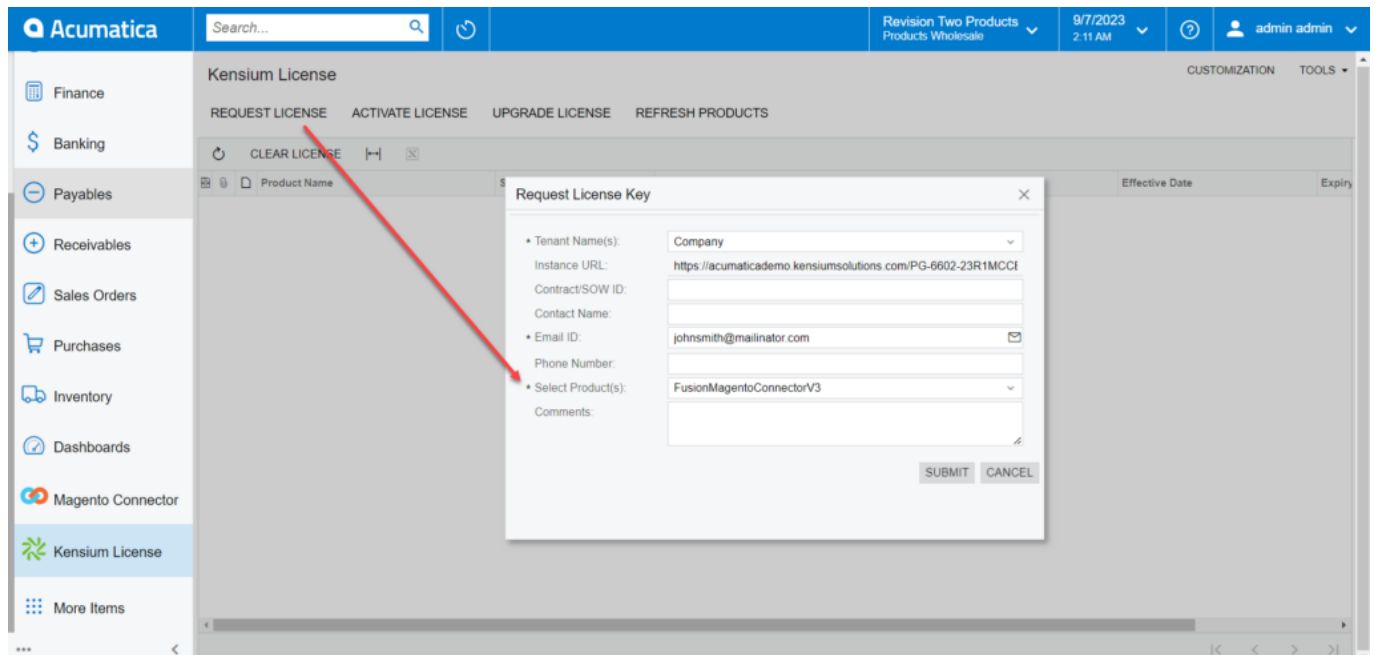 Acumatica
Search...
Revision Two Products
Products Wholesale
9/7/2023
2:11 AM
admin admin
Finance
Banking
Payables
Receivables
Sales Orders
Purchases
Inventory
Dashboards
Magento Connector
Kensium License
More Items
Kensium License
CUSTOMIZATION TOOLS
REQUEST LICENSE ACTIVATE LICENSE UPGRADE LICENSE REFRESH PRODUCTS
CLEAR LICENSE
Product Name Effective Date
Request License Key
Tenant Name(s): Company
Instance URL: https://acumaticademo.kensiumsolutions.com/PG-6602-23R1MCCE
Contract/SOW ID:
Contact Name:
Email ID: johnsmith@mailinator.com
Phone Number:
Select Product(s): FusionMagentoConnectorV3
Comments:
SUBMIT CANCEL